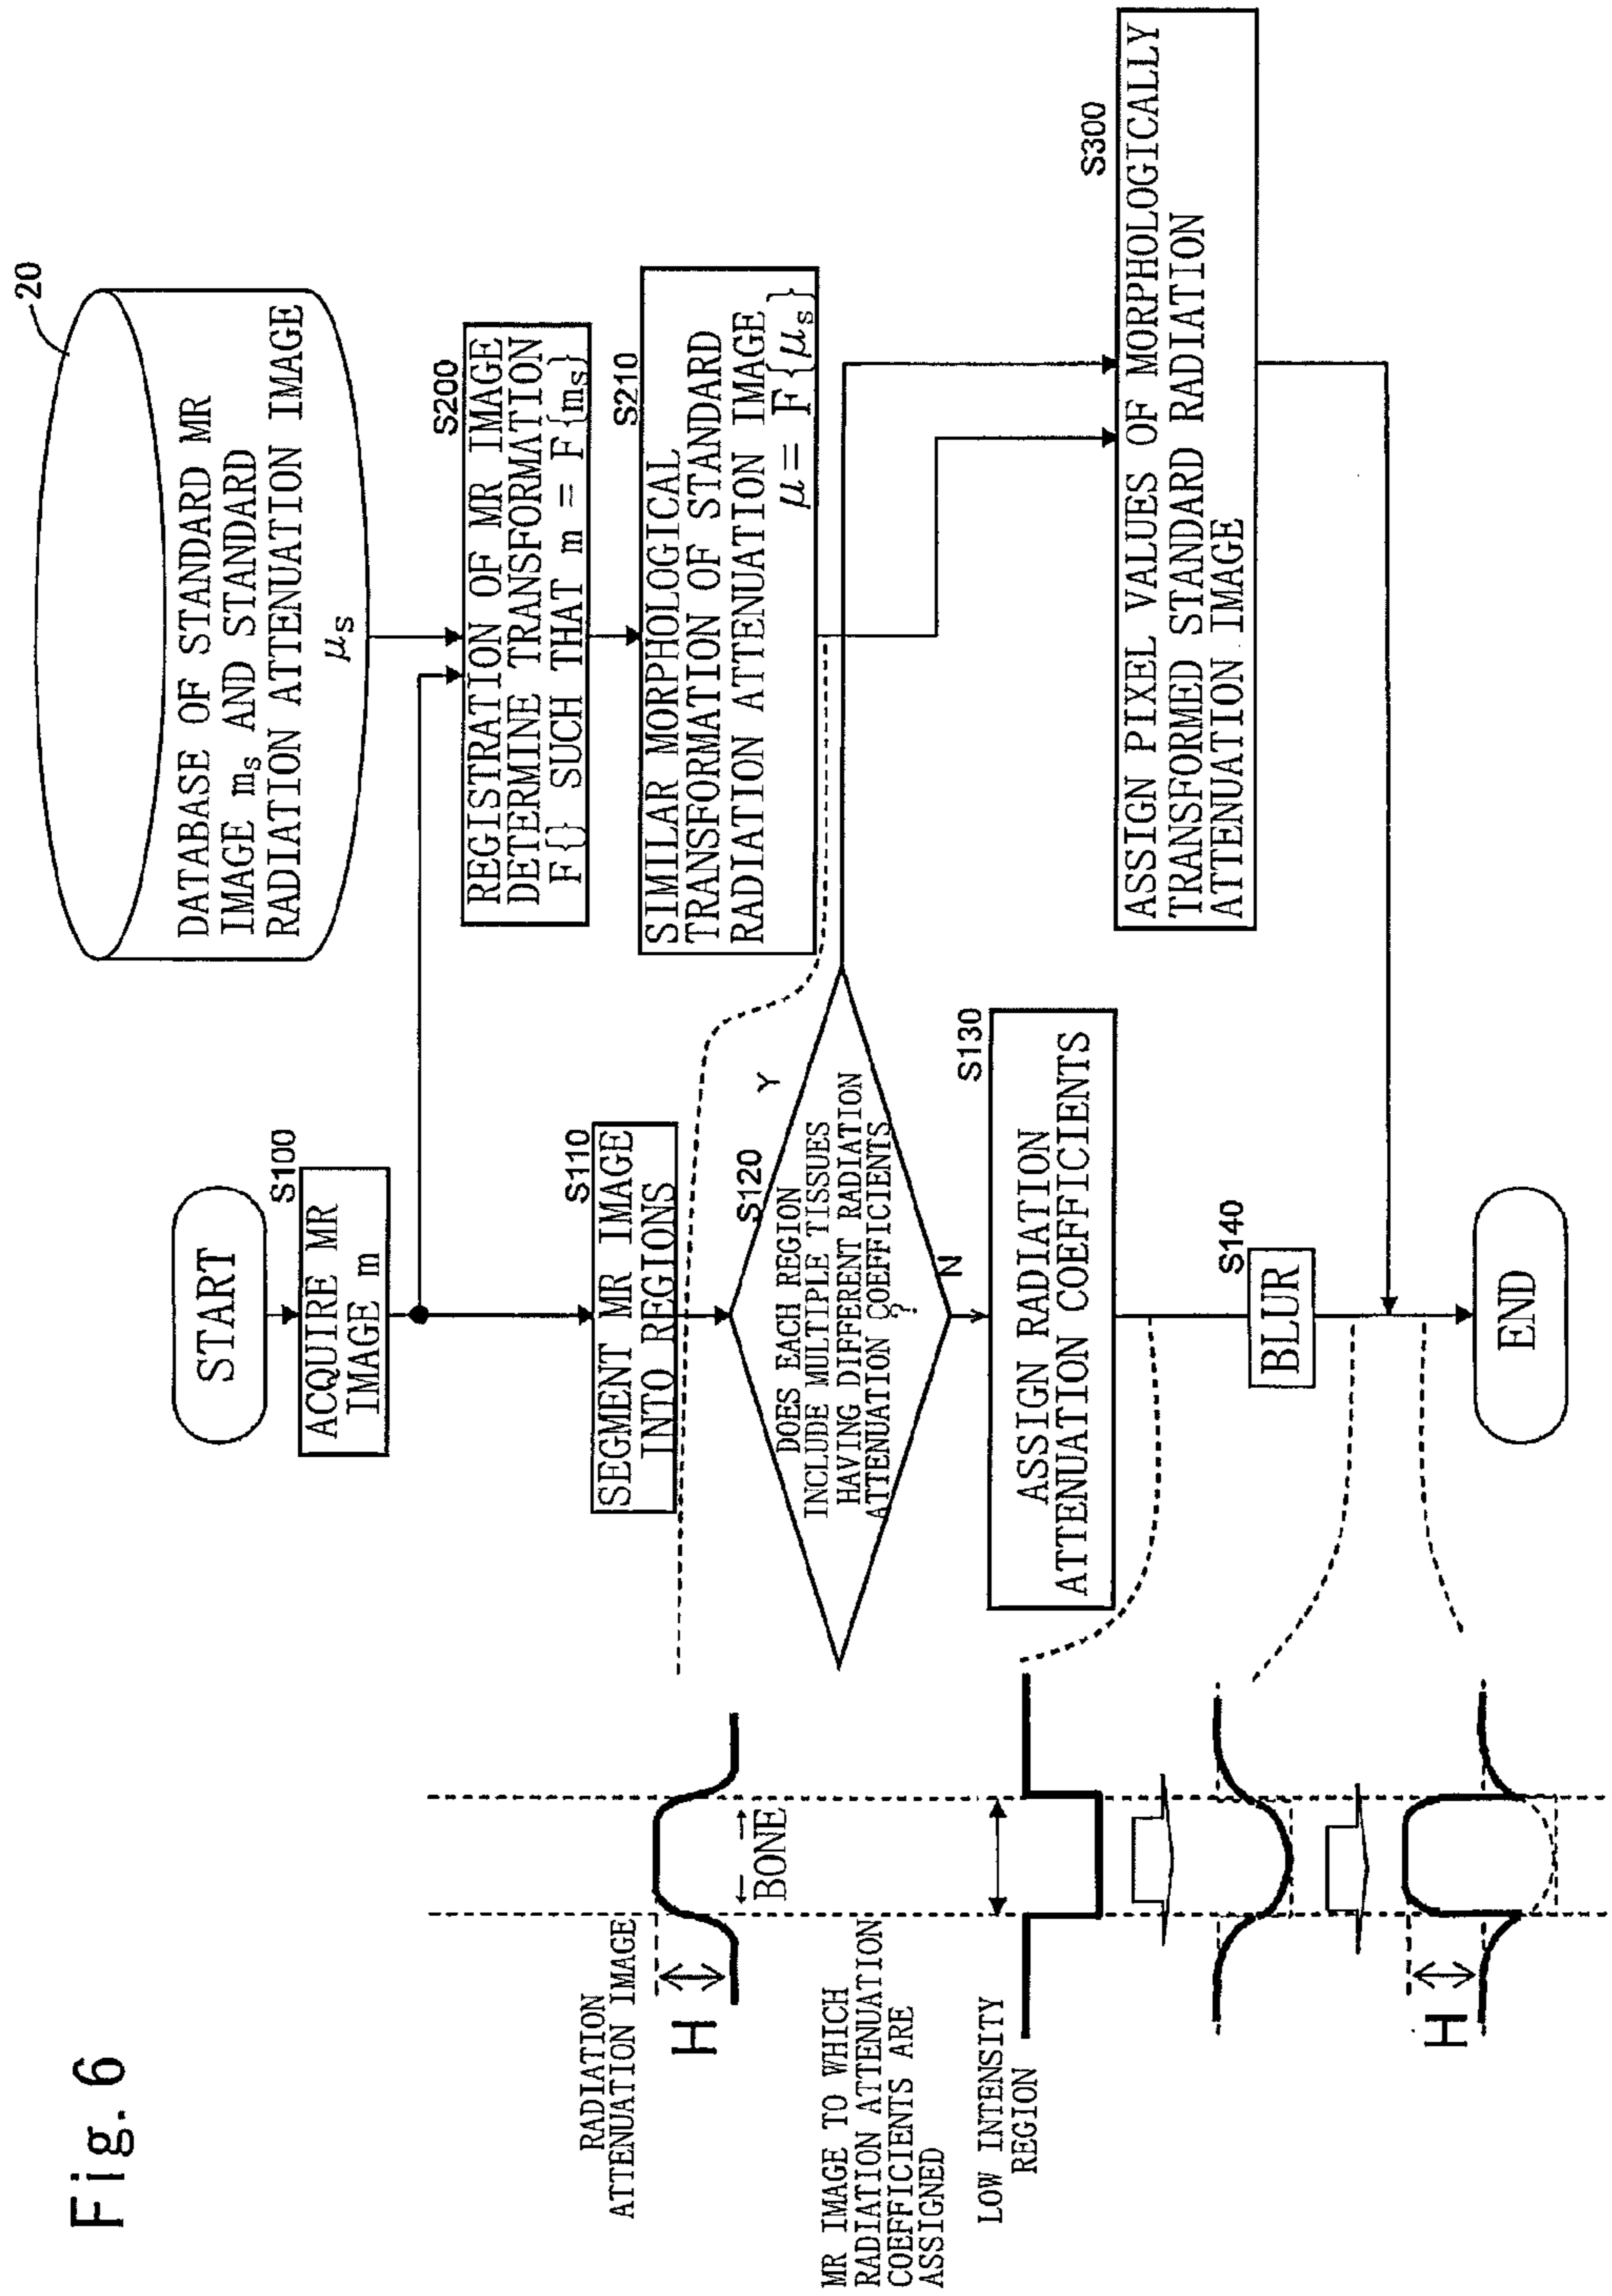 Fig. 6
START
S100
ACQUIRE MR
IMAGE m
20
DATABASE OF STANDARD MR
IMAGE ms AND STANDARD
RADIATION ATTENUATION IMAGE
μs
S200
REGISTRATION OF MR IMAGE
DETERMINE TRANSFORMATION
F{} SUCH THAT m = F{ms}
S210
SIMILAR MORPHOLOGICAL
TRANSFORMATION OF STANDARD
RADIATION ATTENUATION IMAGE
μ = F{μs}
S110
SEGMENT MR IMAGE
INTO REGIONS
S120
DOES EACH REGION
INCLUDE MULTIPLE TISSUES
HAVING DIFFERENT RADIATION
ATTENUATION COEFFICIENTS
?
Y
N
S130
ASSIGN RADIATION
ATTENUATION COEFFICIENTS
S140
BLUR
S300
ASSIGN PIXEL VALUES OF MORPHOLOGICALLY
TRANSFORMED STANDARD RADIATION
ATTENUATION IMAGE
END
RADIATION
ATTENUATION IMAGE
H
BONE
MR IMAGE TO WHICH
RADIATION ATTENUATION
COEFFICIENTS ARE
ASSIGNED
LOW INTENSITY
REGION
H